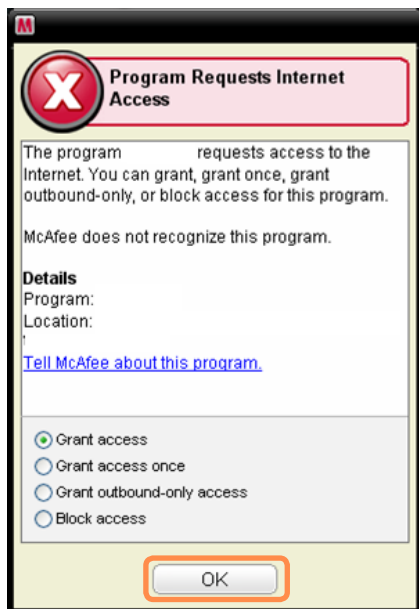 M
Program Requests Internet
Access
The program requests access to the
Internet. You can grant, grant once, grant
outbound-only, or block access for this program.
McAfee does not recognize this program.
Details
Program:
Location:
Tell McAfee about this program.
Grant access
Grant access once
Grant outbound-only access
Block access
OK